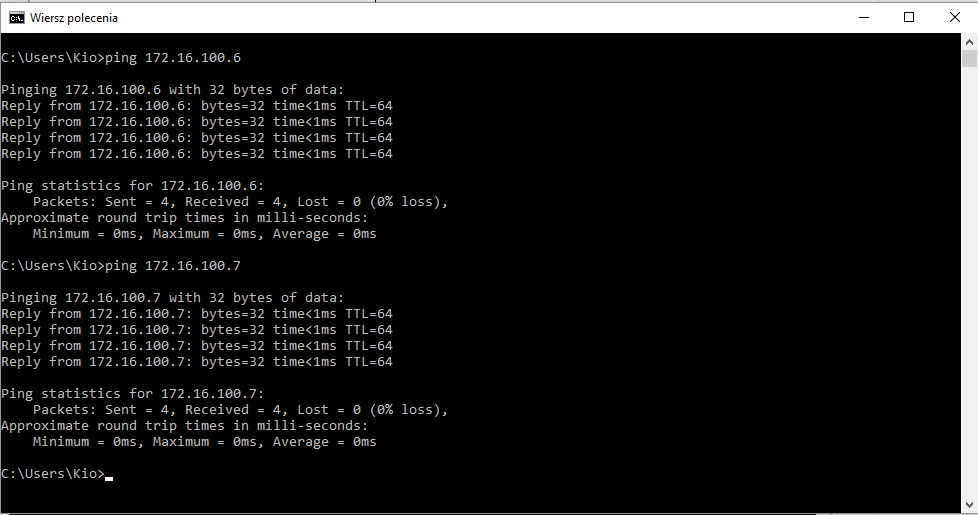 Wiersz polecenia
C:\Users\Kio>ping 172.16.100.6
Pinging 172.16.100.6 with 32 bytes of data:
Reply from 172.16.100.6: bytes=32 time<1ms TTL=64
Reply from 172.16.100.6: bytes=32 time<1ms TTL=64
Reply from 172.16.100.6: bytes=32 time<1ms TTL=64
Reply from 172.16.100.6: bytes=32 time<1ms TTL=64
Ping statistics for 172.16.100.6:
    Packets: Sent = 4, Received = 4, Lost = 0 (0% loss),
Approximate round trip times in milli-seconds:
    Minimum = 0ms, Maximum = 0ms, Average = 0ms
C:\Users\Kio>ping 172.16.100.7
Pinging 172.16.100.7 with 32 bytes of data:
Reply from 172.16.100.7: bytes=32 time<1ms TTL=64
Reply from 172.16.100.7: bytes=32 time<1ms TTL=64
Reply from 172.16.100.7: bytes=32 time<1ms TTL=64
Reply from 172.16.100.7: bytes=32 time<1ms TTL=64
Ping statistics for 172.16.100.7:
    Packets: Sent = 4, Received = 4, Lost = 0 (0% loss),
Approximate round trip times in milli-seconds:
    Minimum = 0ms, Maximum = 0ms, Average = 0ms
C:\Users\Kio>